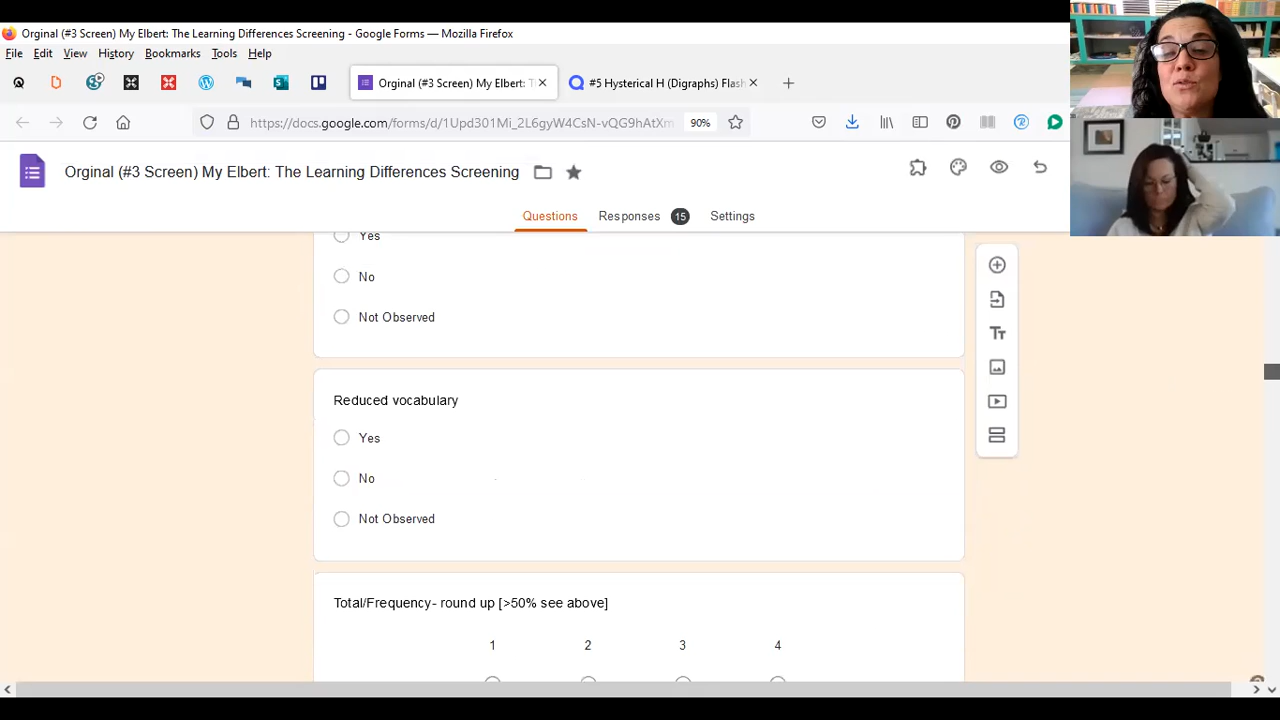 Orginal (#3 Screen) My Elbert: The Learning Differences Screening - Google Forms — Mozilla Firefox
File Edit View History Bookmarks Tools Help
Orginal (#3 Screen) My Elbert: T
#5 Hysterical H (Digraphs) Flash
https://docs.google.com 1Upd301Mi_2L6gyW4CsN-vQG9hAtXm 90%
Orginal (#3 Screen) My Elbert: The Learning Differences Screening
Questions Responses 15 Settings
Yes
No
Not Observed
Reduced vocabulary
Yes
No
Not Observed
Total/Frequency- round up [>50% see above]
1 2 3 4